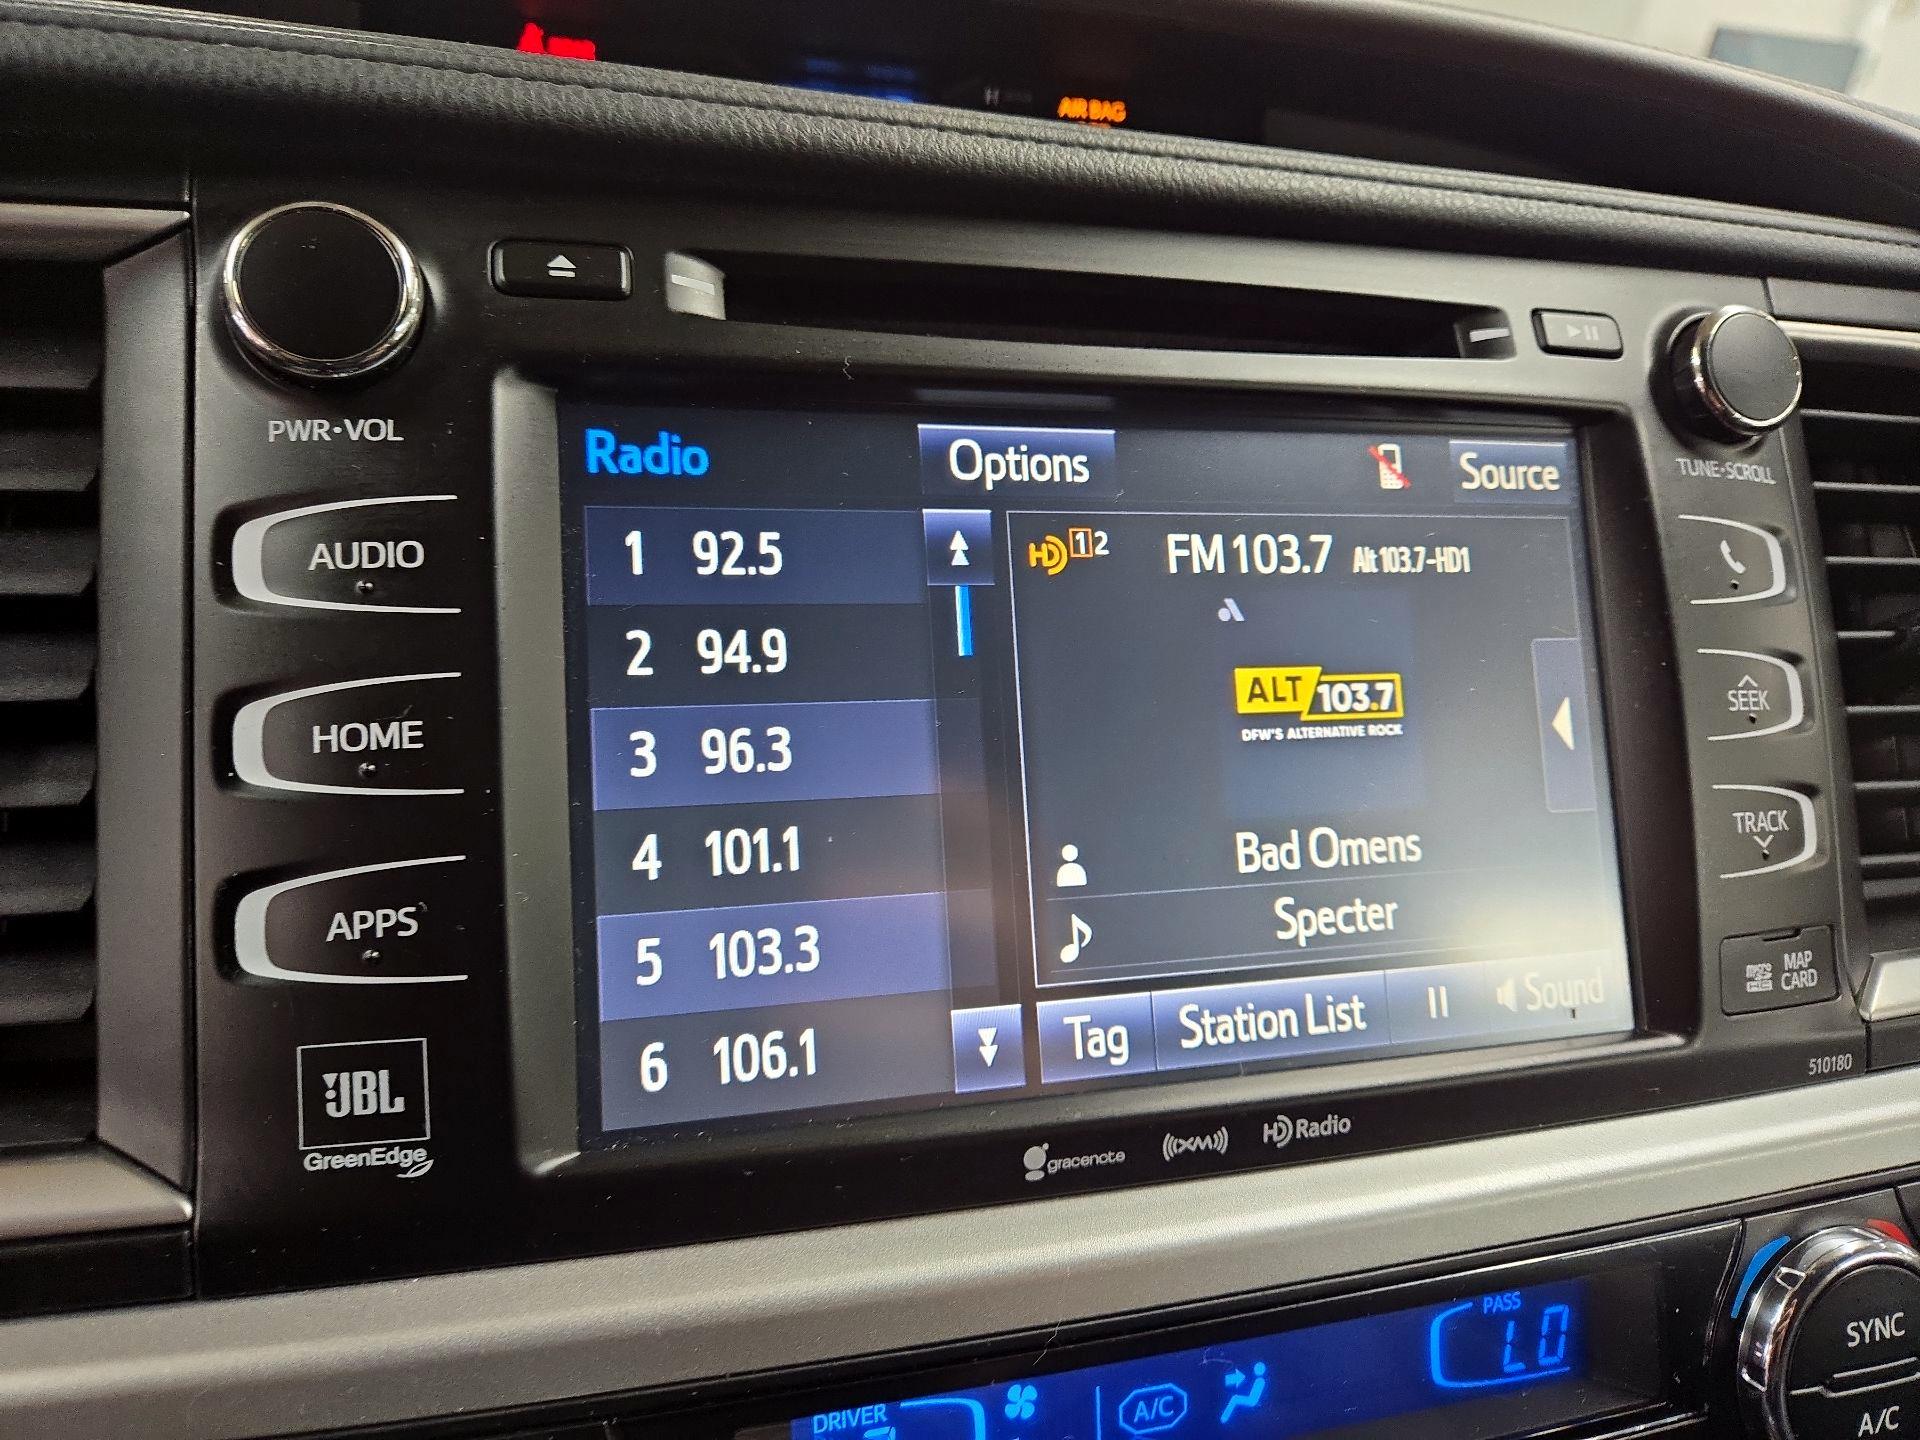 AIR BAG
PWR•VOL
AUDIO
HOME
APPS
JBL
GreenEdge
Radio
Options
Source
1 92.5
2 94.9
3 96.3
4 101.1
5 103.3
6 106.1
HD 1 2
FM 103.7 Alt 103.7-HD1
ALT 103.7
DFW'S ALTERNATIVE ROCK
Bad Omens
Specter
Tag
Station List
Sound
TUNE•SCROLL
SEEK
TRACK
micro SD HC
MAP CARD
510180
gracenote
((XM))
HD Radio
DRIVER
A/C
PASS
LO
SYNC
A/C